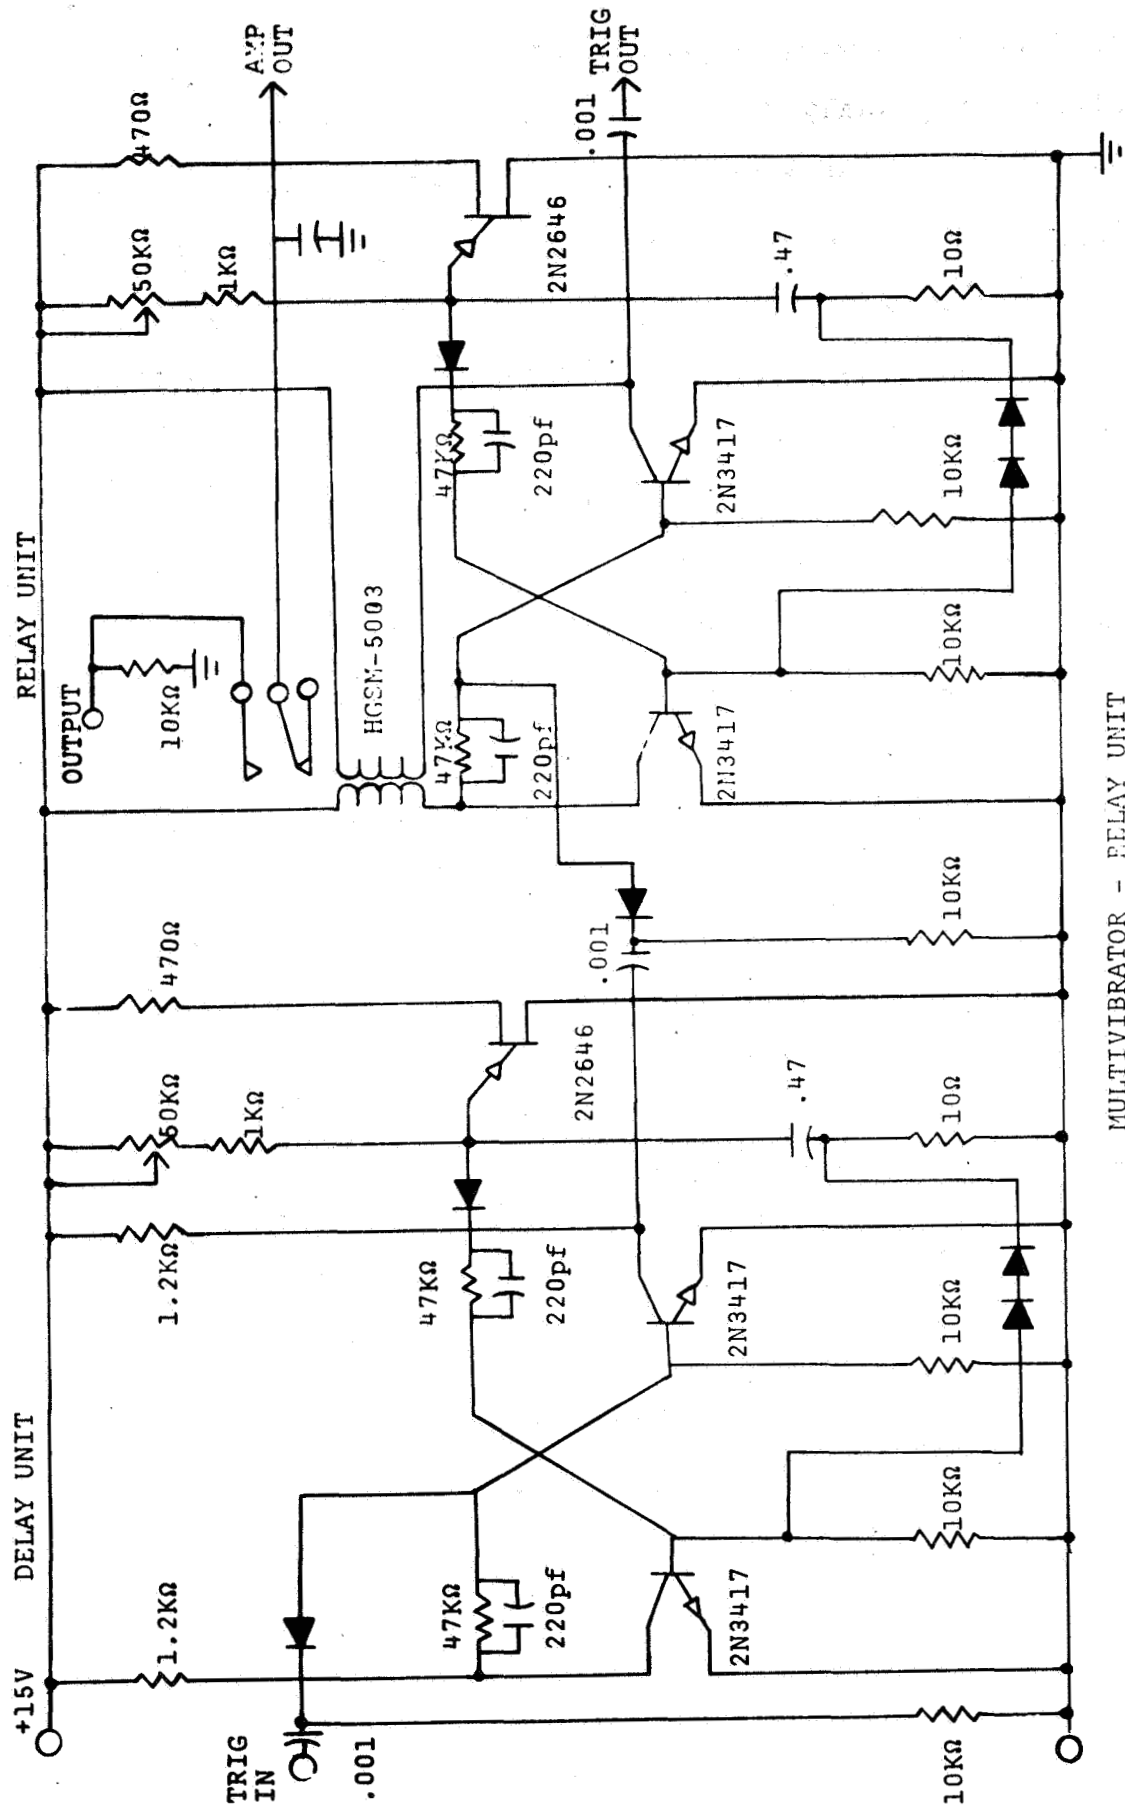 +15V
DELAY UNIT
RELAY UNIT
TRIG
IN
.001
10KΩ
1.2KΩ
47KΩ
220pf
2N3417
10KΩ
1.2KΩ
47KΩ
220pf
2N3417
10KΩ
50KΩ
1KΩ
.47
10Ω
470Ω
2N2646
.001
10KΩ
OUTPUT
10KΩ
HGSM-5003
47KΩ
220pf
2N3417
10KΩ
47KΩ
220pf
2N3417
10KΩ
50KΩ
1KΩ
.47
10Ω
470Ω
2N2646
AMP
OUT
.001
TRIG
OUT
MULTIVIBRATOR - RELAY UNIT